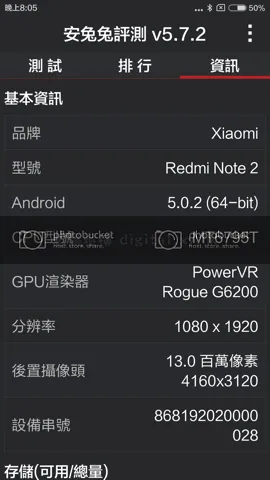 晚上8:05
50%
安兔兔評測 v5.7.2
測試 排行 資訊
基本資訊
品牌 Xiaomi
型號 Redmi Note 2
Android 5.0.2 (64-bit)
CPU MT6795T
photobucket photobucket
host. store. share. host. store. share.
GPU渲染器 PowerVR
Rogue G6200
分辨率 1080 x 1920
後置攝像頭 13.0 百萬像素
4160x3120
設備串號 868192020000
028
存儲(可用/總量)